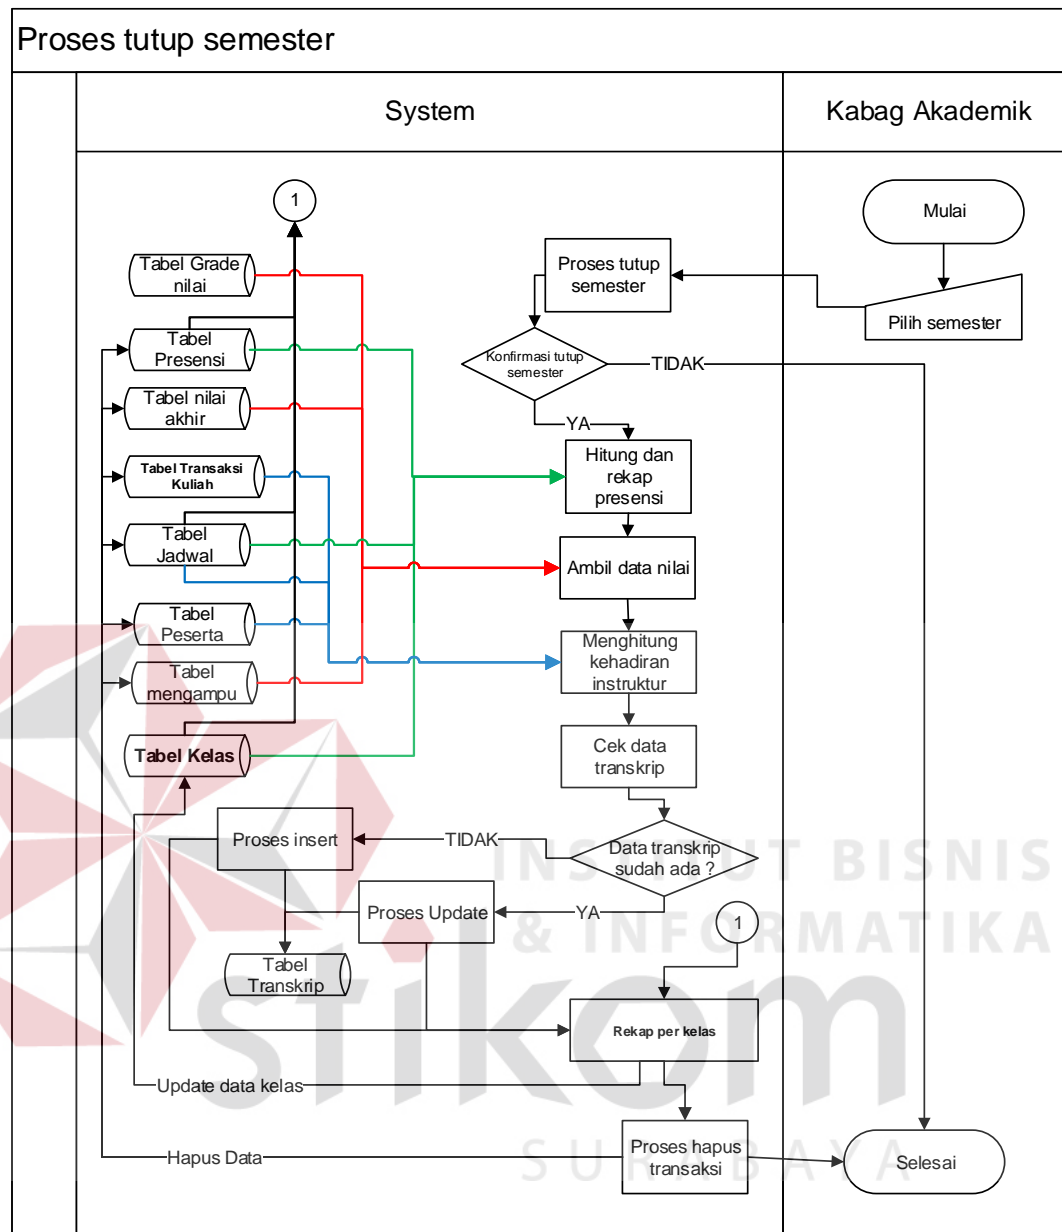 Proses tutup semester
System
Kabag Akademik
1
Mulai
Tabel Grade
nilai
Proses tutup
semester
Pilih semester
Tabel
Presensi
Konfirmasi tutup
semester
TIDAK
Tabel nilai
akhir
YA
Hitung dan
rekap
presensi
Tabel Transaksi
Kuliah
Tabel
Jadwal
Ambil data nilai
Tabel
Peserta
Menghitung
kehadiran
instruktur
Tabel
mengampu
Tabel Kelas
Cek data
transkrip
Proses insert
TIDAK
Data transkrip
sudah ada ?
INSTITUT BISNIS
Proses Update
YA
1
& INFORMATIKA
Tabel
Transkrip
stikom
Rekap per kelas
Update data kelas
Hapus Data
Proses hapus
transaksi
SURABAYA
Selesai